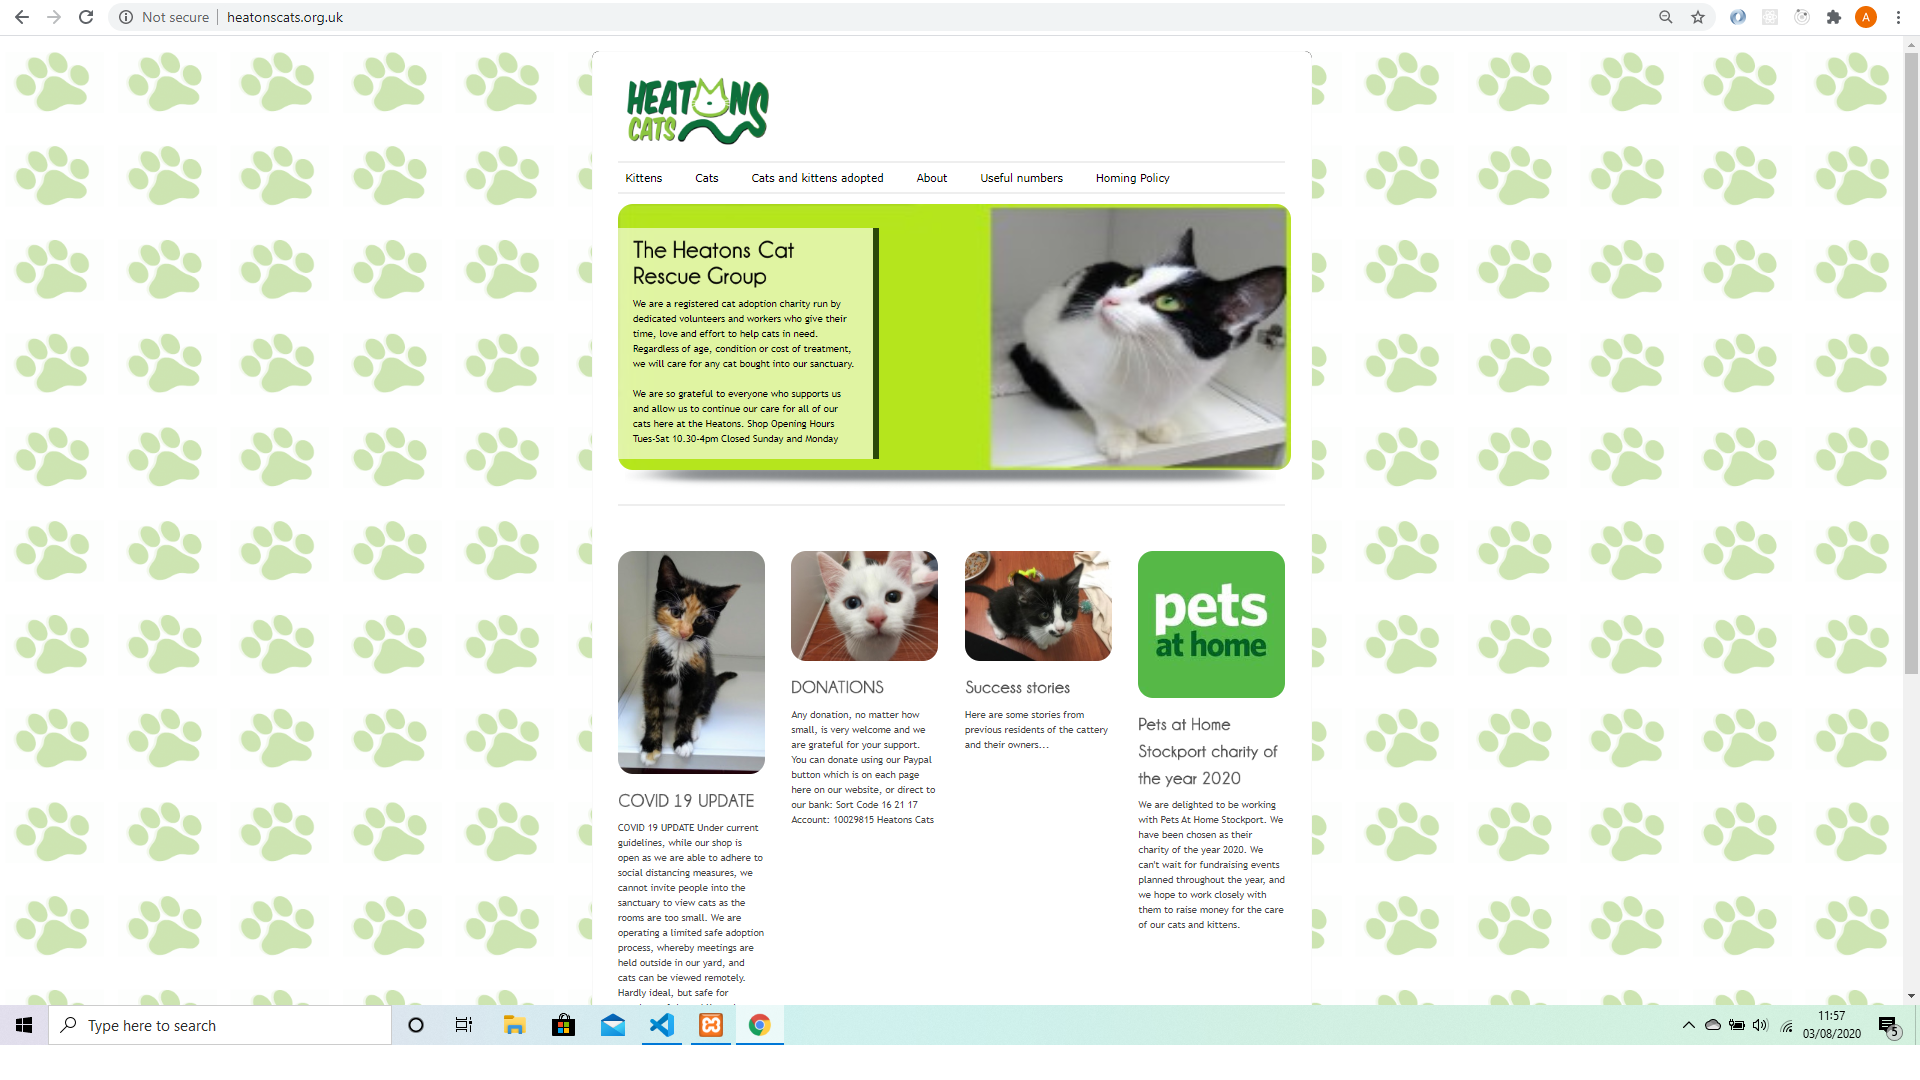 Not secure
heatonscats.org.uk
A
HEATONS
CATS
Kittens
Cats
Cats and kittens adopted
About
Useful numbers
Homing Policy
The Heatons Cat
Rescue Group
We are a registered cat adoption charity run by
dedicated volunteers and workers who give their
time, love and effort to help cats in need.
Regardless of age, condition or cost of treatment,
we will care for any cat bought into our sanctuary.
We are so grateful to everyone who supports us
and allow us to continue our care for all of our
cats here at the Heatons. Shop Opening Hours
Tues-Sat 10.30-4pm Closed Sunday and Monday
COVID 19 UPDATE
COVID 19 UPDATE Under current
guidelines, while our shop is
open as we are able to adhere to
social distancing measures, we
cannot invite people into the
sanctuary to view cats as the
rooms are too small. We are
operating a limited safe adoption
process, whereby meetings are
held outside in our yard, and
cats can be viewed remotely.
Hardly ideal, but safe for
DONATIONS
Any donation, no matter how
small, is very welcome and we
are grateful for your support.
You can donate using our Paypal
button which is on each page
here on our website, or direct to
our bank: Sort Code 16 21 17
Account: 10029815 Heatons Cats
Success stories
Here are some stories from
previous residents of the cattery
and their owners...
pets
at home
Pets at Home
Stockport charity of
the year 2020
We are delighted to be working
with Pets At Home Stockport. We
have been chosen as their
charity of the year 2020. We
can't wait for fundraising events
planned throughout the year, and
we hope to work closely with
them to raise money for the care
of our cats and kittens.
Type here to search
11:57
03/08/2020
5